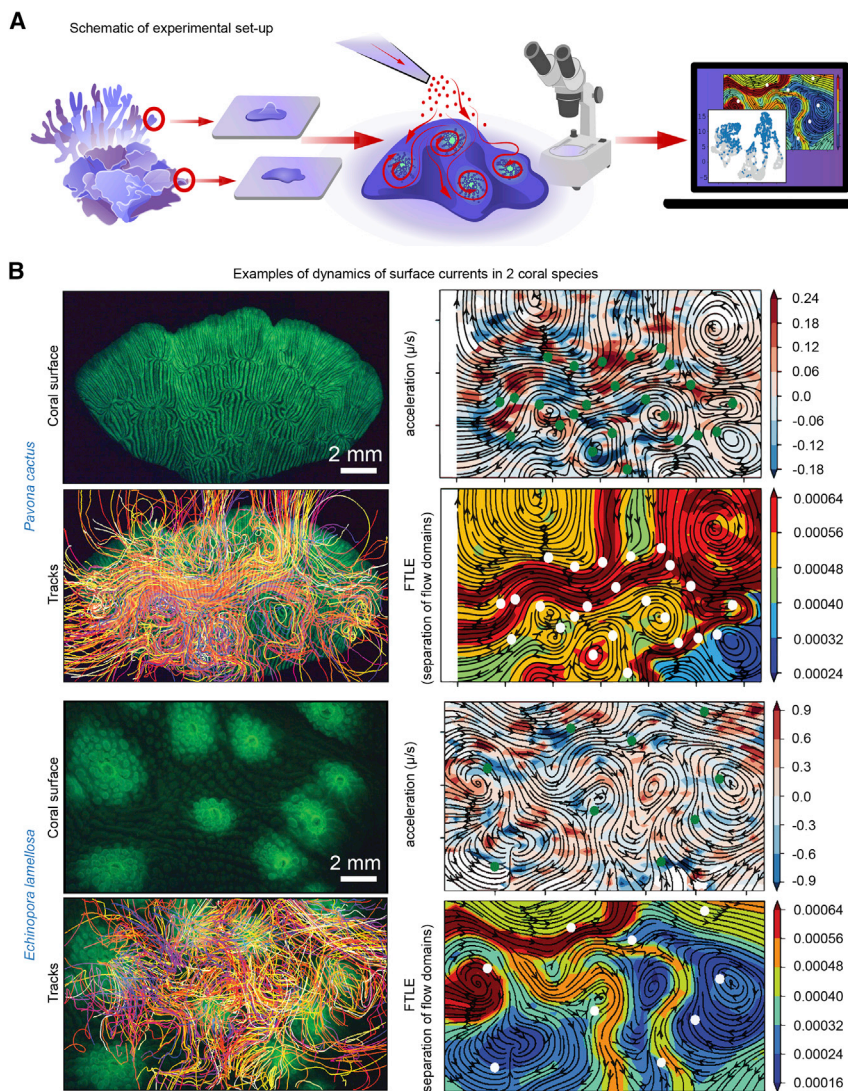 A
Schematic of experimental set-up
15
10
5
0
-5
B
Examples of dynamics of surface currents in 2 coral species
Pavona cactus
Coral surface
2 mm
acceleration (µ/s)
0.24
0.18
0.12
0.06
0.0
-0.06
-0.12
-0.18
Tracks
FTLE
(separation of flow domains)
0.00064
0.00056
0.00048
0.00040
0.00032
0.00024
Echinopora lamellosa
Coral surface
2 mm
acceleration (µ/s)
0.9
0.6
0.3
0.0
-0.3
-0.6
-0.9
Tracks
FTLE
(separation of flow domains)
0.00064
0.00056
0.00048
0.00040
0.00032
0.00024
0.00016